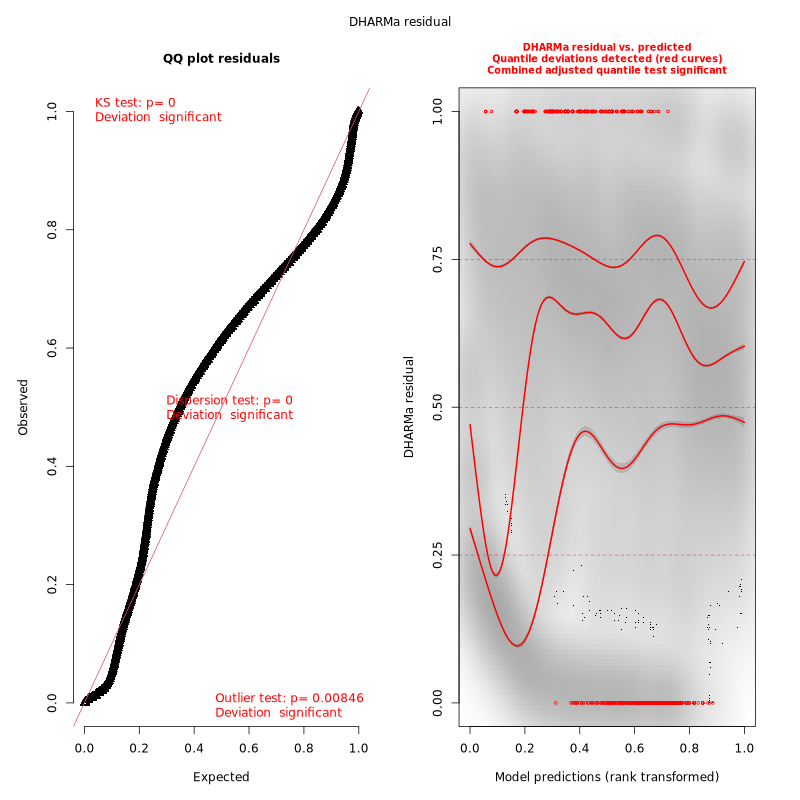 DHARMa residual
QQ plot residuals
KS test: p= 0
Deviation  significant
Dispersion test: p= 0
Deviation  significant
Outlier test: p= 0.00846
Deviation  significant
Observed
0.0
0.2
0.4
0.6
0.8
1.0
0.0
0.2
0.4
0.6
0.8
1.0
Expected
DHARMa residual vs. predicted
Quantile deviations detected (red curves)
Combined adjusted quantile test significant
DHARMa residual
0.00
0.25
0.50
0.75
1.00
0.0
0.2
0.4
0.6
0.8
1.0
Model predictions (rank transformed)